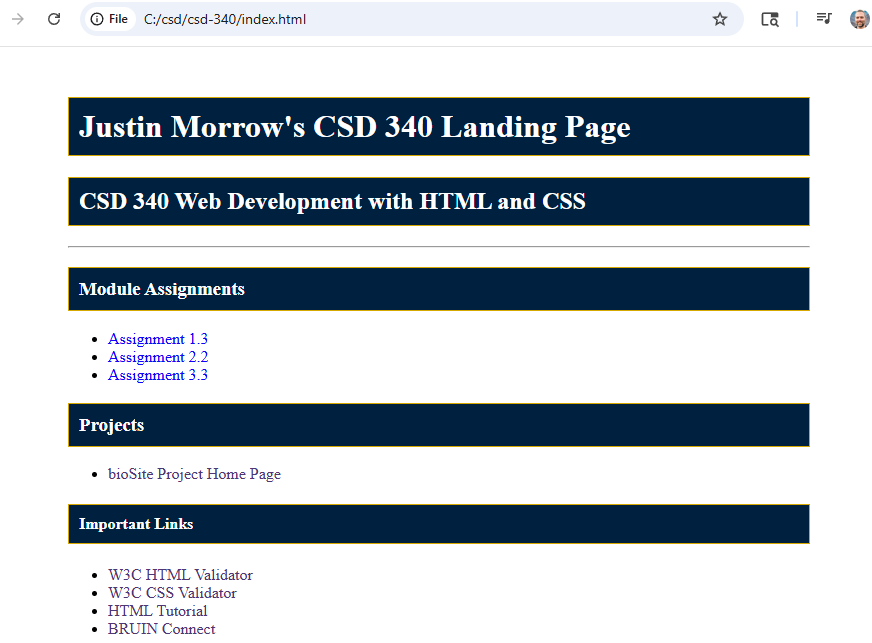 File C:/csd/csd-340/index.html
Justin Morrow's CSD 340 Landing Page
CSD 340 Web Development with HTML and CSS
Module Assignments
Assignment 1.3
Assignment 2.2
Assignment 3.3
Projects
bioSite Project Home Page
Important Links
W3C HTML Validator
W3C CSS Validator
HTML Tutorial
BRUIN Connect